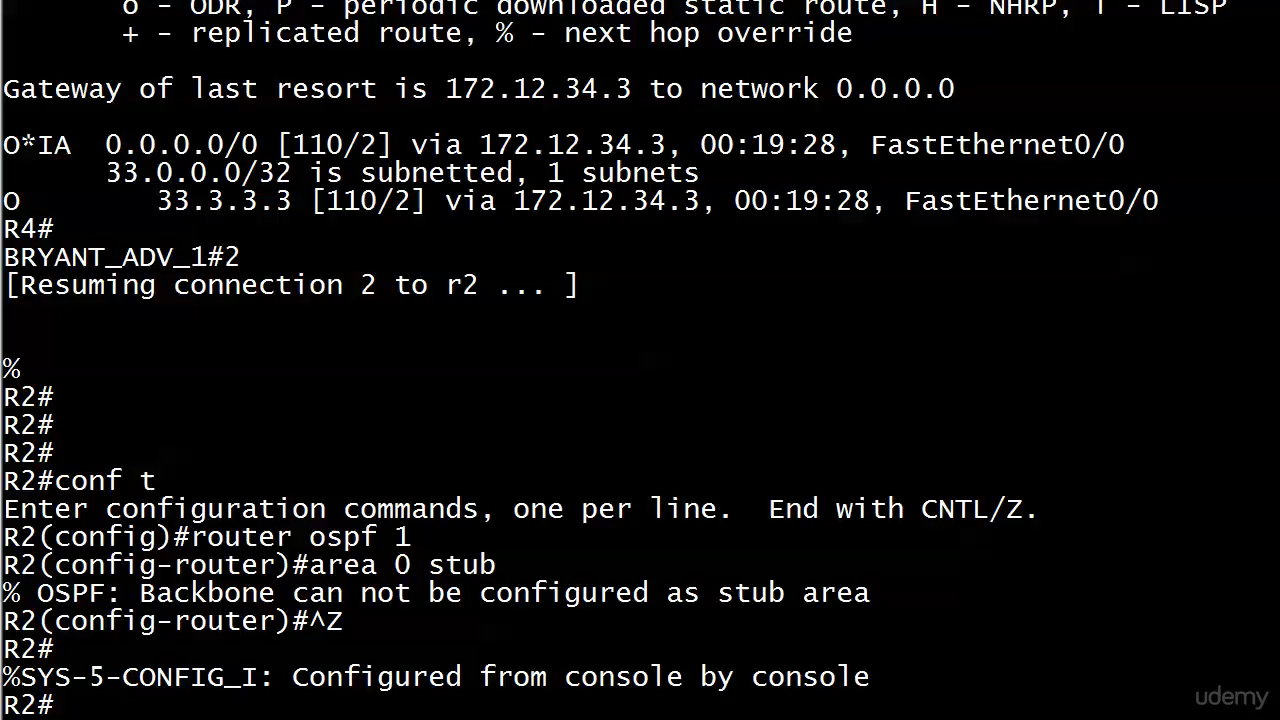 o - ODR, P - periodic downloaded static route, H - NHRP, l - LISP
+ - replicated route, % - next hop override
Gateway of last resort is 172.12.34.3 to network 0.0.0.0
O*IA  0.0.0.0/0 [110/2] via 172.12.34.3, 00:19:28, FastEthernet0/0
      33.0.0.0/32 is subnetted, 1 subnets
O        33.3.3.3 [110/2] via 172.12.34.3, 00:19:28, FastEthernet0/0
R4#
BRYANT_ADV_1#2
[Resuming connection 2 to r2 ... ]
%
R2#
R2#
R2#
R2#conf t
Enter configuration commands, one per line.  End with CNTL/Z.
R2(config)#router ospf 1
R2(config-router)#area 0 stub
% OSPF: Backbone can not be configured as stub area
R2(config-router)#^Z
R2#
%SYS-5-CONFIG_I: Configured from console by console
R2#
udemy